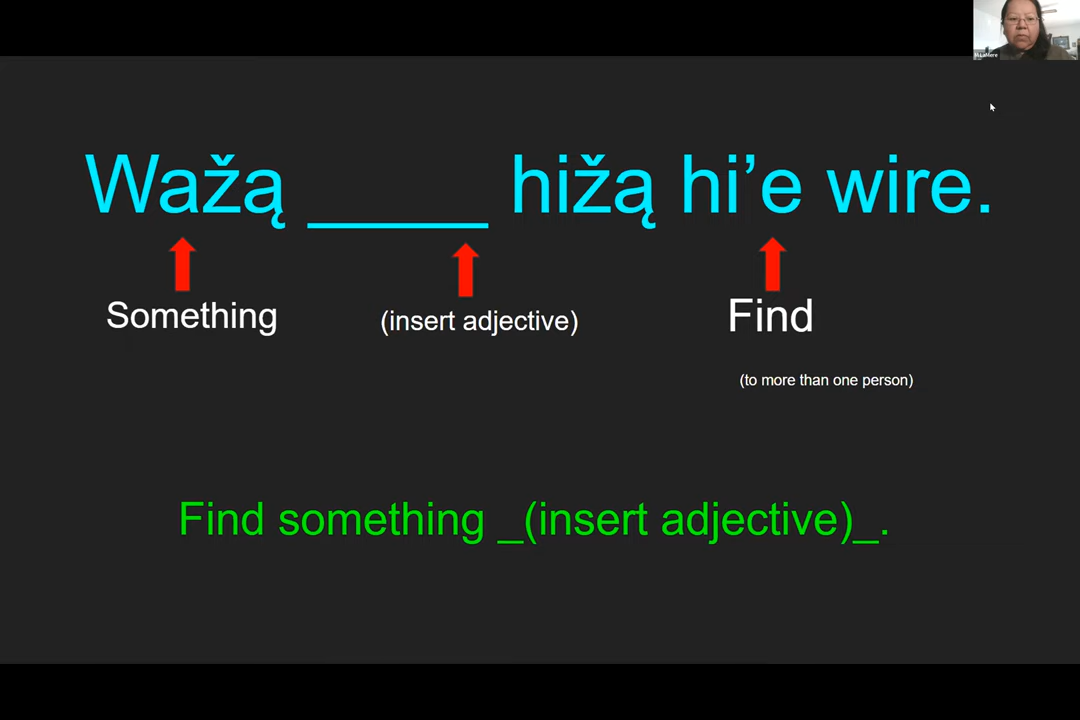 Wažą _____ hižą hi’e wire.
Something (insert adjective) Find
(to more than one person)
Find something _(insert adjective)_.